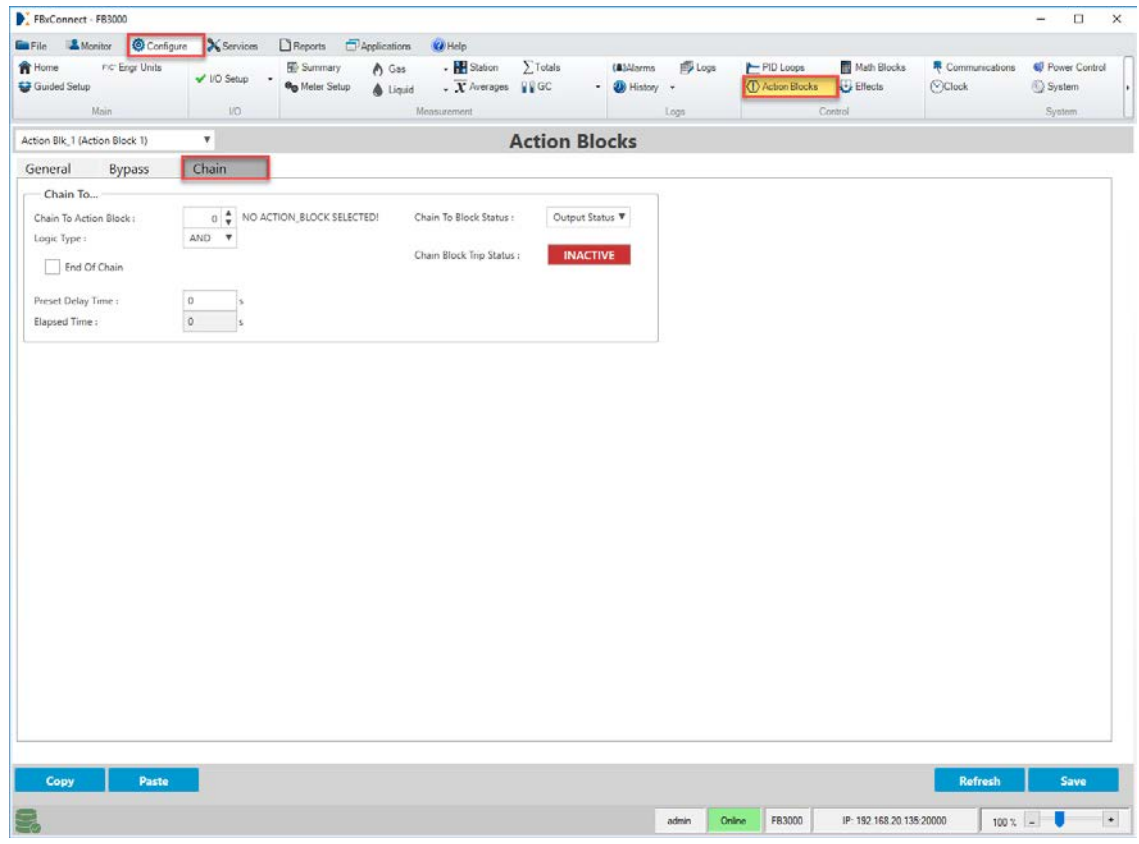 FBxConnect - FB3000
File Monitor Configure Services Reports Applications Help
Home Engr Units I/O Setup Summary Gas Station Totals Alarms Logs PID Loops Math Blocks Communications Power Control
Guided Setup Meter Setup Liquid Averages GC History Action Blocks Effects Clock System
Main I/O Measurement Logs Control System
Action Blk_1 (Action Block 1) Action Blocks
General Bypass Chain
Chain To...
Chain To Action Block : 0 NO ACTION_BLOCK SELECTED! Chain To Block Status : Output Status
Logic Type : AND
Chain Block Trip Status : INACTIVE
End Of Chain
Preset Delay Time : 0 s
Elapsed Time : 0 s
Copy Paste Refresh Save
admin Online FB3000 IP: 192.168.20.135:20000 100 % - +